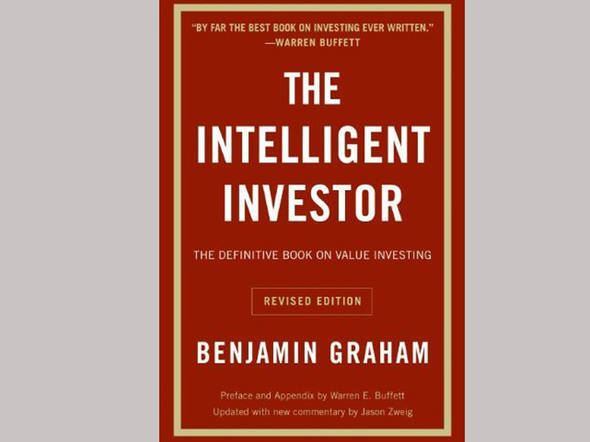 "BY FAR THE BEST BOOK ON INVESTING EVER WRITTEN."
—WARREN BUFFETT
THE
INTELLIGENT
INVESTOR
THE DEFINITIVE BOOK ON VALUE INVESTING
REVISED EDITION
BENJAMIN GRAHAM
Preface and Appendix by Warren E. Buffett
Updated with new commentary by Jason Zweig